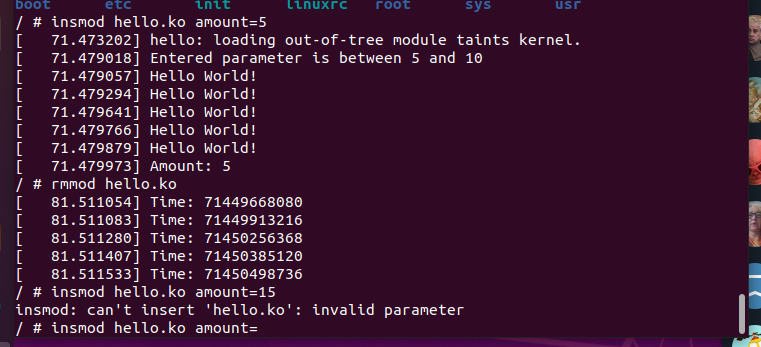 boot etc init linuxrc root sys usr
/ # insmod hello.ko amount=5
[   71.473202] hello: loading out-of-tree module taints kernel.
[   71.479018] Entered parameter is between 5 and 10
[   71.479057] Hello World!
[   71.479294] Hello World!
[   71.479641] Hello World!
[   71.479766] Hello World!
[   71.479879] Hello World!
[   71.479973] Amount: 5
/ # rmmod hello.ko
[   81.511054] Time: 71449668080
[   81.511083] Time: 71449913216
[   81.511280] Time: 71450256368
[   81.511407] Time: 71450385120
[   81.511533] Time: 71450498736
/ # insmod hello.ko amount=15
insmod: can't insert 'hello.ko': invalid parameter
/ # insmod hello.ko amount=